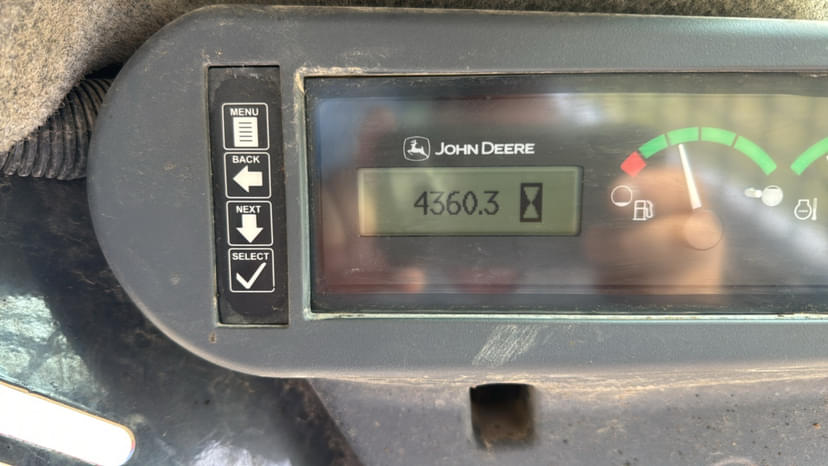 MENU
BACK
NEXT
SELECT
JOHN DEERE
4360.3